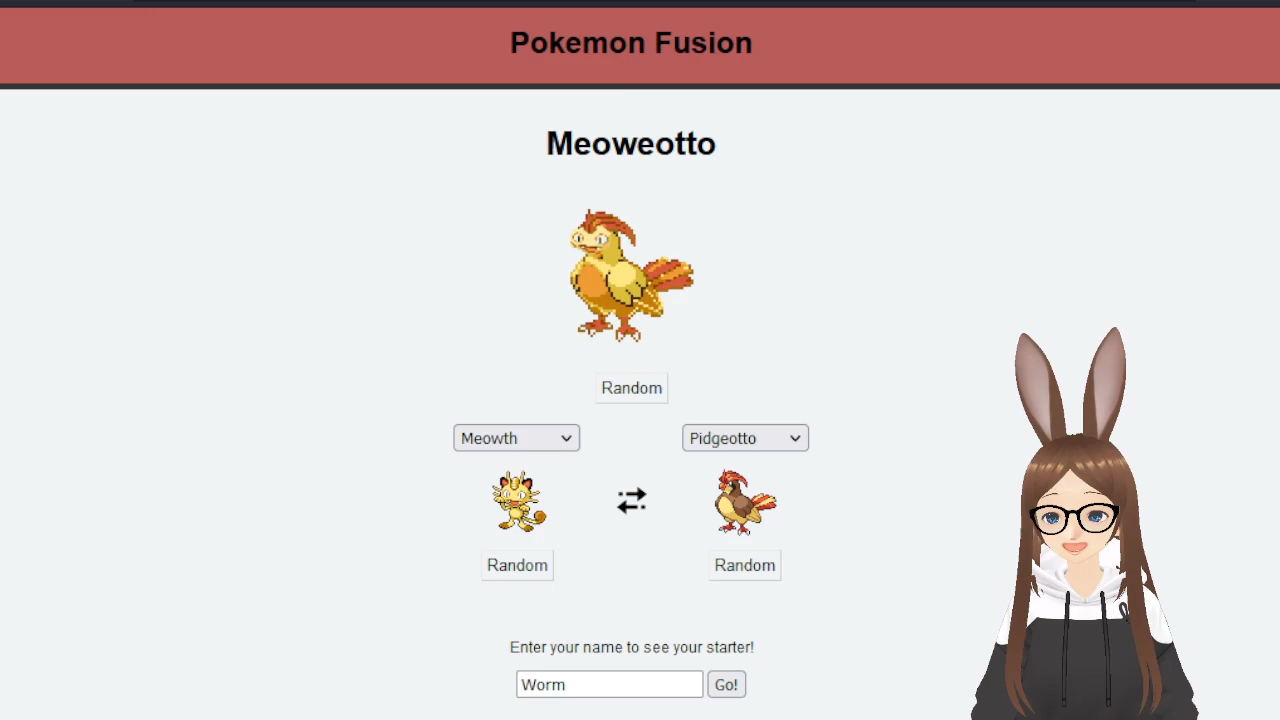 Pokemon Fusion
Meoweotto
Random
Meowth
Pidgeotto
Random
Random
Enter your name to see your starter!
Worm
Go!